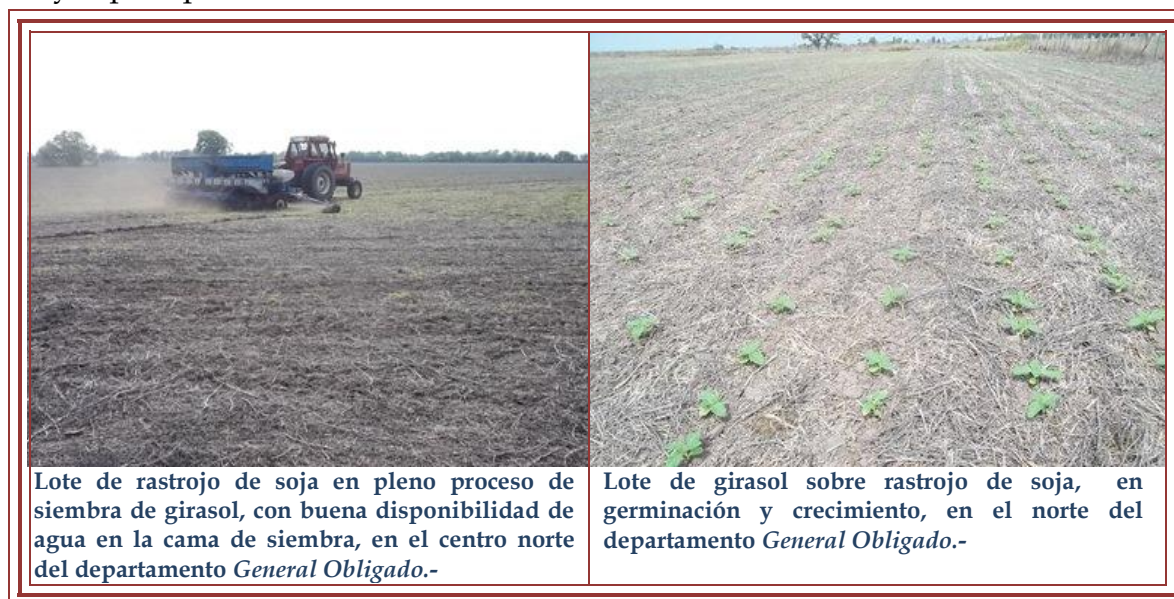 Lote de rastrojo de soja en pleno proceso de
siembra de girasol, con buena disponibilidad de
agua en la cama de siembra, en el centro norte
del departamento General Obligado.-
Lote de girasol sobre rastrojo de soja, en
germinación y crecimiento, en el norte del
departamento General Obligado.-